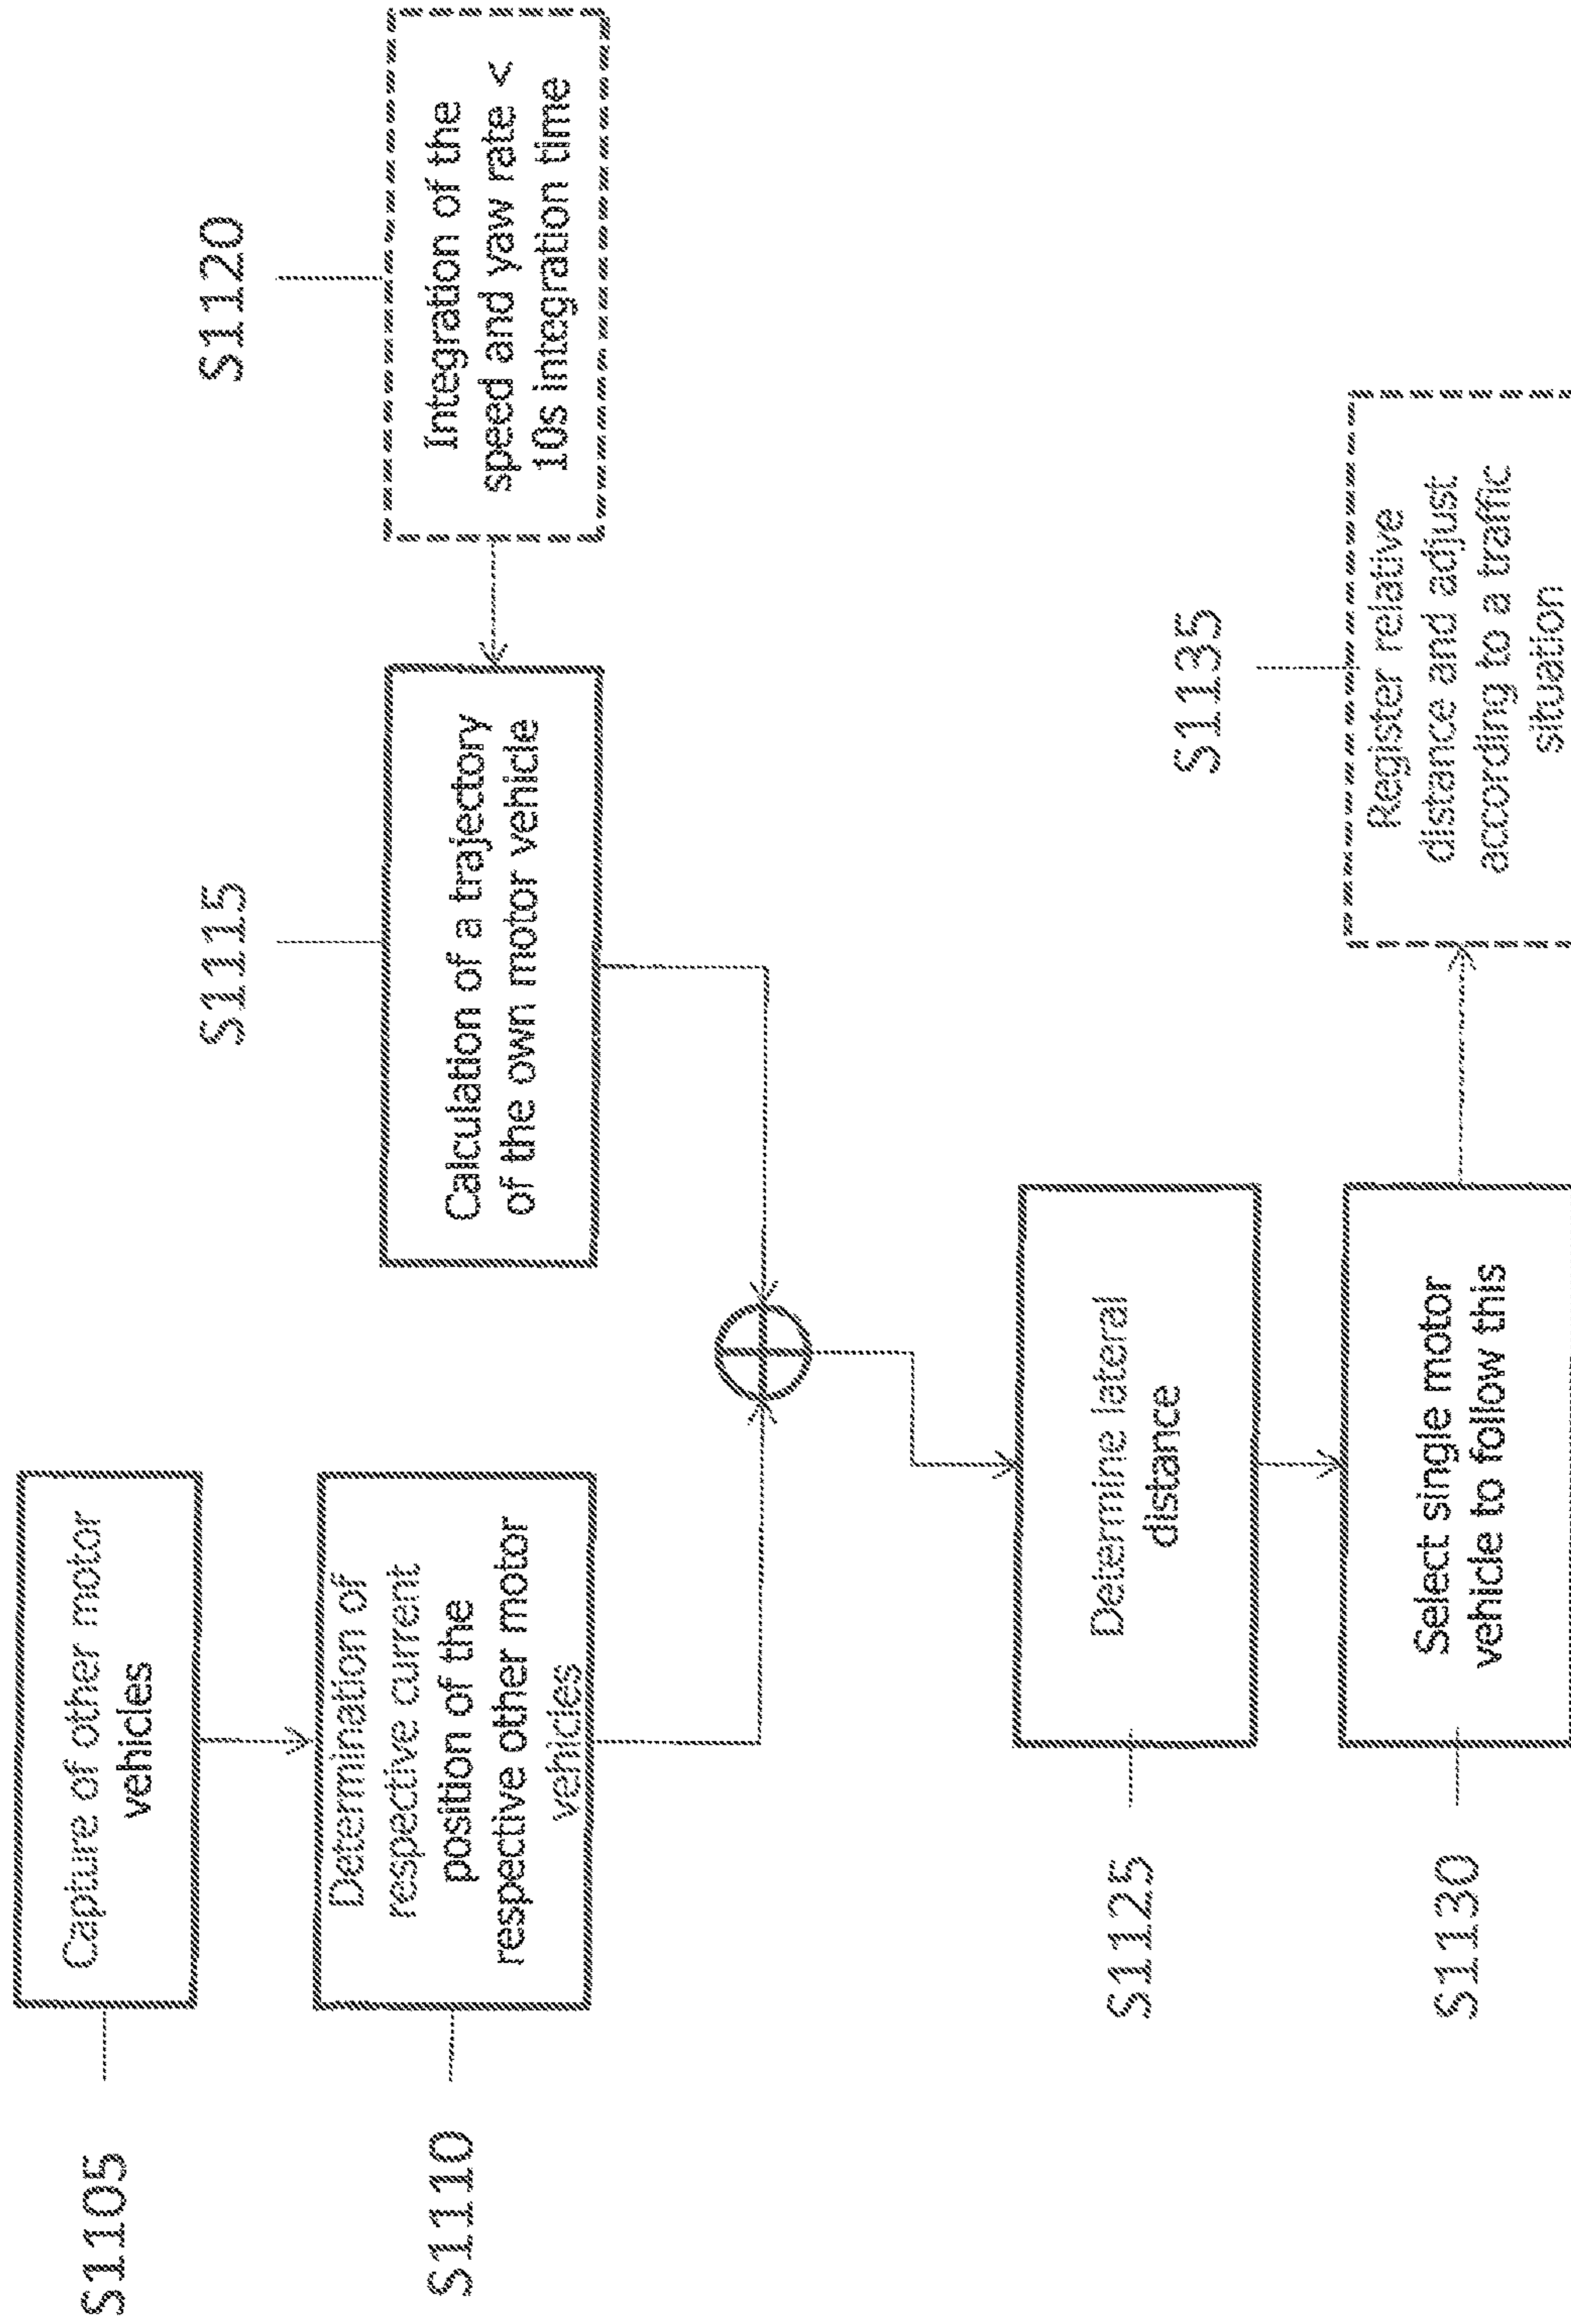 S1105
Capture of other motor
vehicles
S1110
Determination of
respective current
position of the
respective other motor
vehicles
S1115
Calculation of a trajectory
of the own motor vehicle
S1120
Integration of the
speed and yaw rate <
10s integration time
S1125
Determine lateral
distance
S1130
Select single motor
vehicle to follow this
S1135
Register relative
distance and adjust
according to a traffic
situation